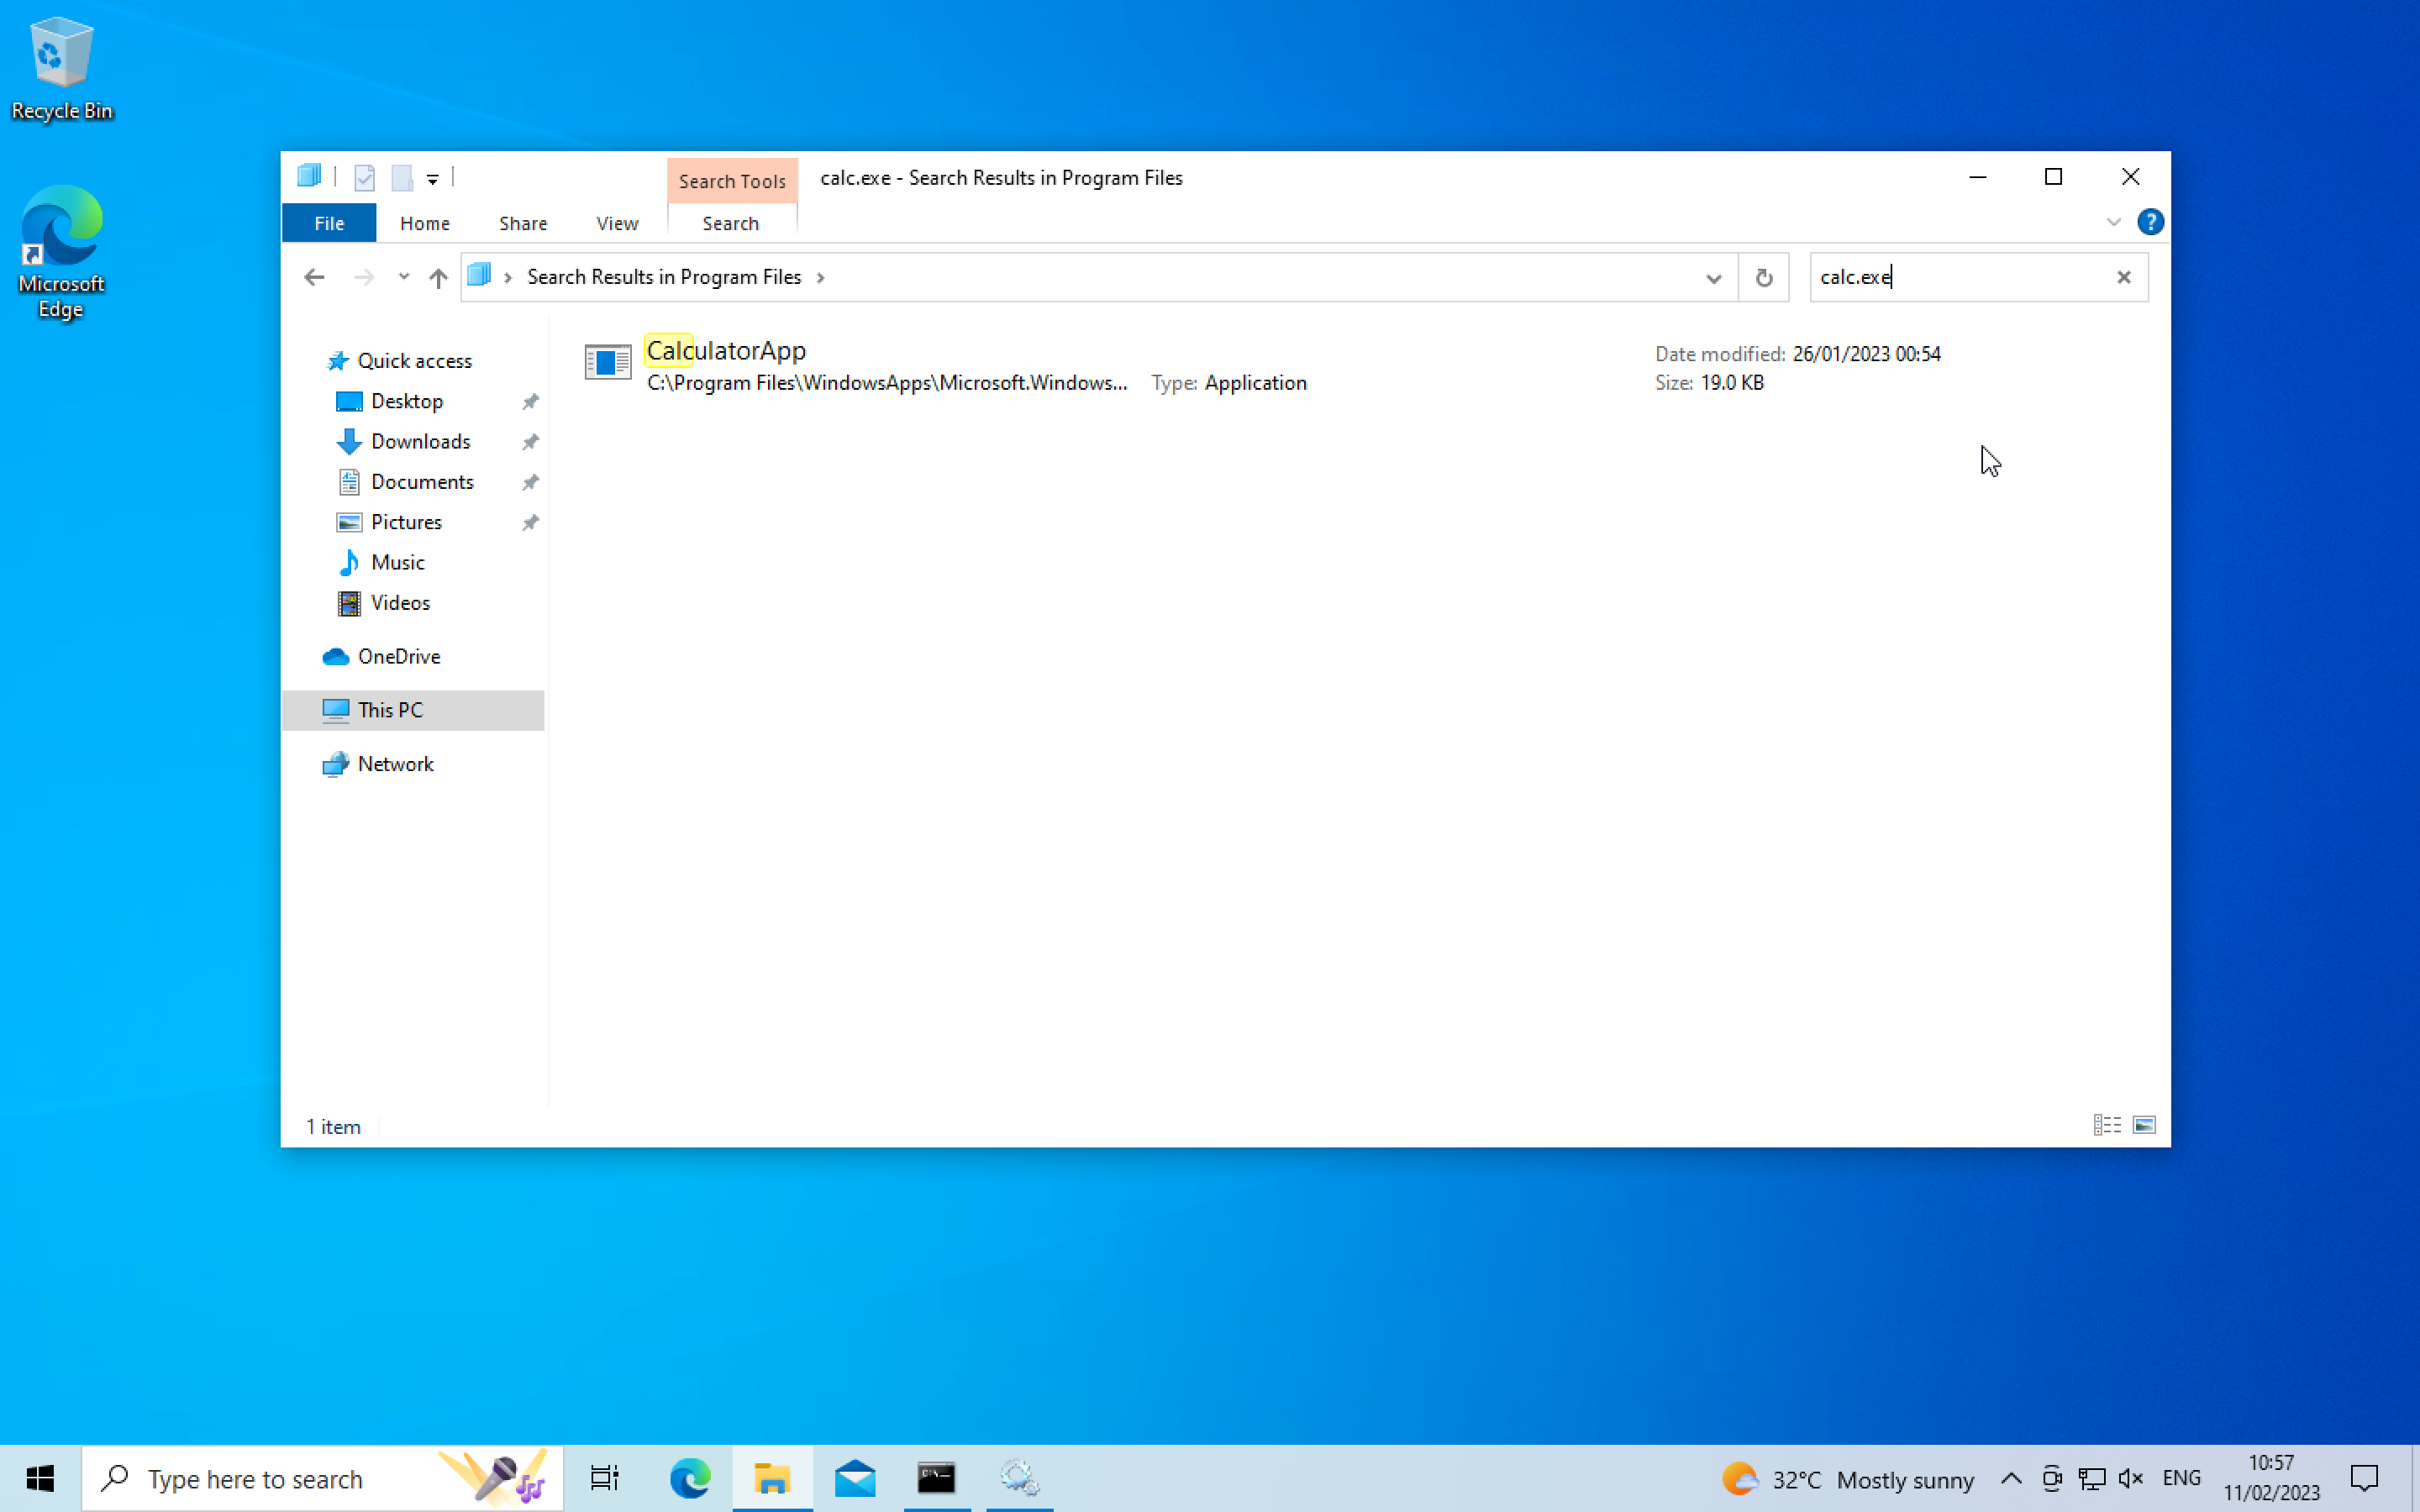 Recycle Bin
Microsoft
Edge
Search Tools
calc.exe - Search Results in Program Files
File
Home
Share
View
Search
?
Search Results in Program Files
calc.exe
Quick access
Desktop
Downloads
Documents
Pictures
Music
Videos
OneDrive
This PC
Network
CalculatorApp
C:\Program Files\WindowsApps\Microsoft.Windows...
Type: Application
Date modified: 26/01/2023 00:54
Size: 19.0 KB
1 item
Type here to search
C:\_
32°C Mostly sunny
ENG
10:57
11/02/2023